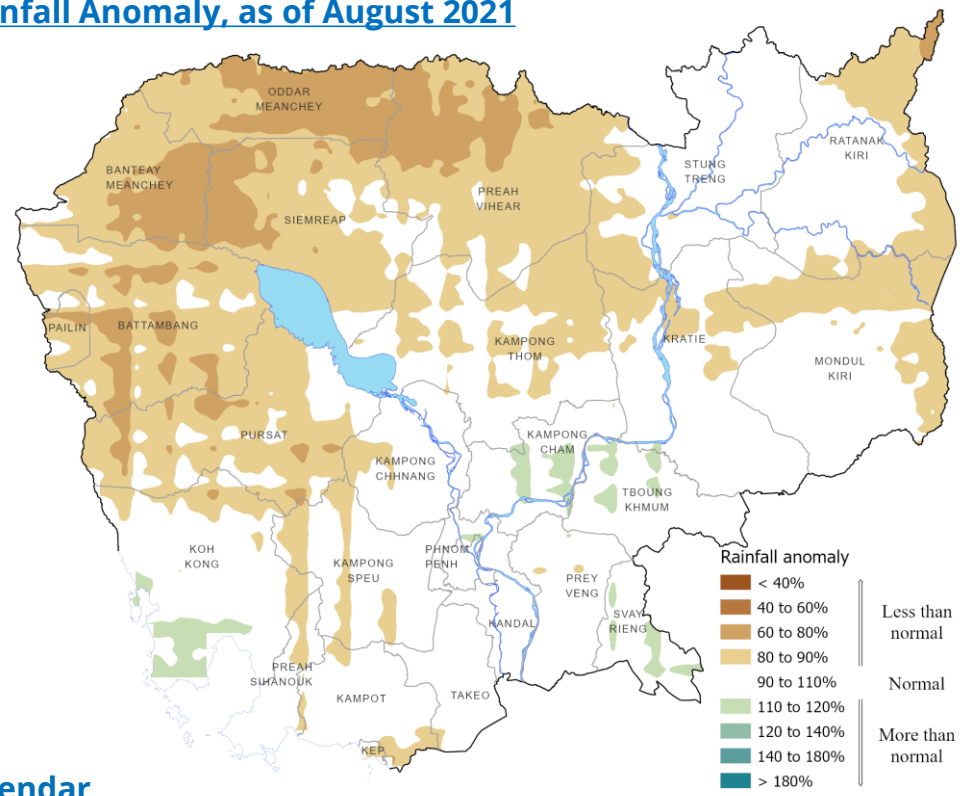 nfall Anomaly, as of August 2021
ODDAR
MEANCHEY
BANTEAY
MEANCHEY
SIEMREAP
PREAH
VIHEAR
STUNG
TRENG
RATANAK
KIRI
PAILIN
BATTAMBANG
KAMPONG
THOM
KRATIE
MONDUL
KIRI
PURSAT
KAMPONG
CHHNANG
KAMPONG
CHAM
TBOUNG
KHMUM
KOH
KONG
KAMPONG
SPEU
PHNOM
PENH
PREY
VENG
SVAY
RIENG
KANDAL
PREAH
SIHANOUK
KAMPOT
TAKEO
KEP
Rainfall anomaly
< 40%
40 to 60%
60 to 80%
80 to 90%
90 to 110%
110 to 120%
120 to 140%
140 to 180%
> 180%
Less than
normal
Normal
More than
normal
endar